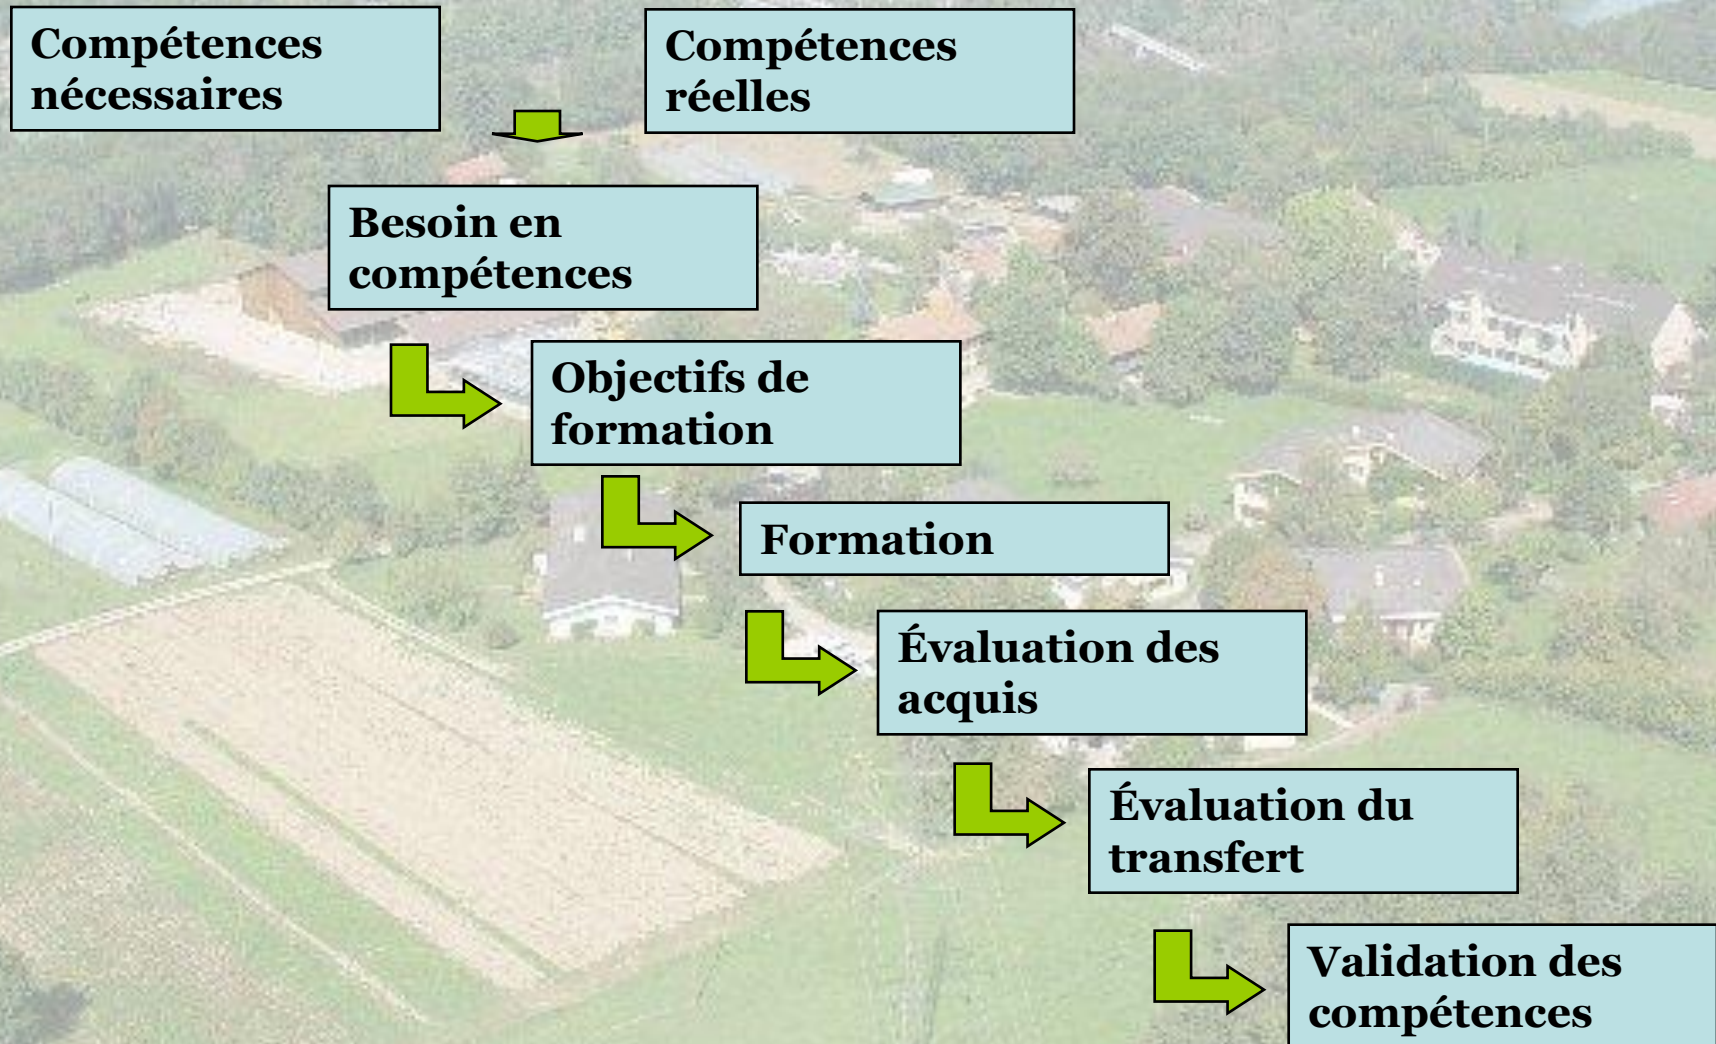 Compétences
nécessaires
Compétences
réelles
Besoin en
compétences
Objectifs de
formation
Formation
Évaluation des
acquis
Évaluation du
transfert
Validation des
compétences